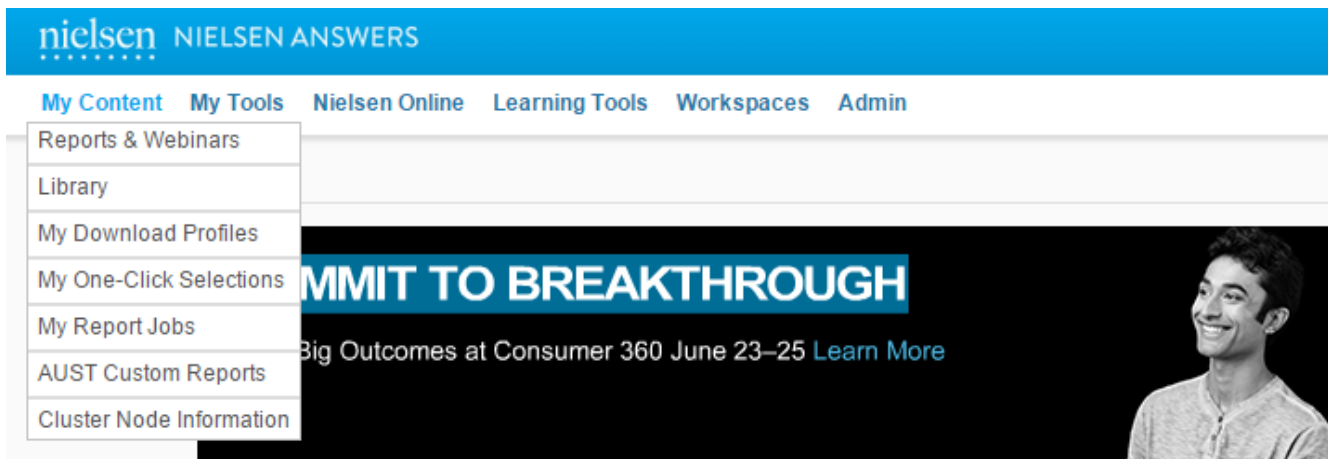 nielsen NIELSEN ANSWERS
My Content My Tools Nielsen Online Learning Tools Workspaces Admin
Reports & Webinars
Library
My Download Profiles
My One-Click Selections
My Report Jobs
AUST Custom Reports
Cluster Node Information
MMIT TO BREAKTHROUGH
Big Outcomes at Consumer 360 June 23–25 Learn More